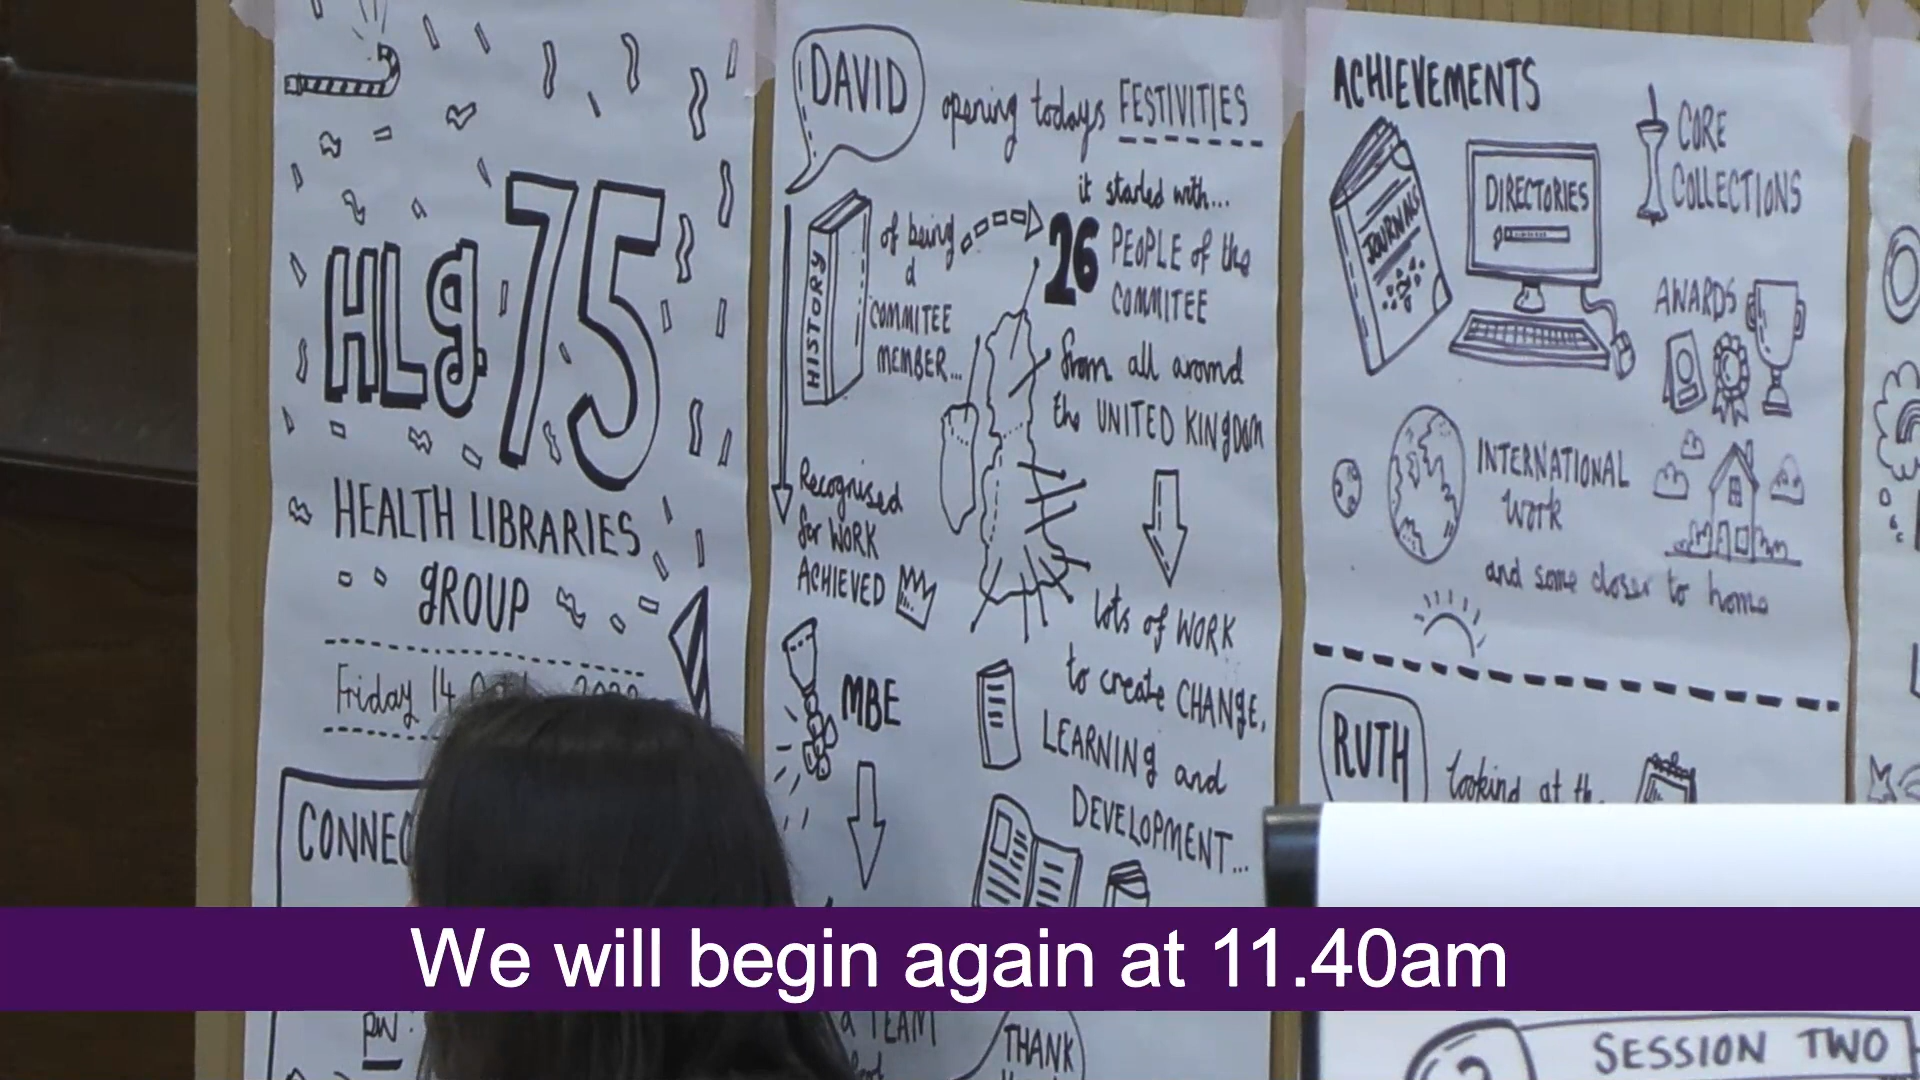 HLg 75
HEALTH LIBRARIES
gROUP
Friday 14
DAVID
opening todays FESTIVITIES
HISTORY
of being
a
COMMITEE
MEMBER...
it started with...
26 PEOPLE of the
COMMITEE
from all around
the UNITED KINgDOM
Recognised
for WORK
ACHIEVED
MBE
lots of WORK
to create CHANgE,
LEARNINg and
DEVELOPMENT...
ACHIEVEMENTS
JOURNALS
DIRECTORIES
CORE
COLLECTIONS
AWARDS
INTERNATIONAL
work
and some closer to home
RUTH
looking at the
We will begin again at 11.40am
pw:
a TEAM
THANK
2 SESSION TWO